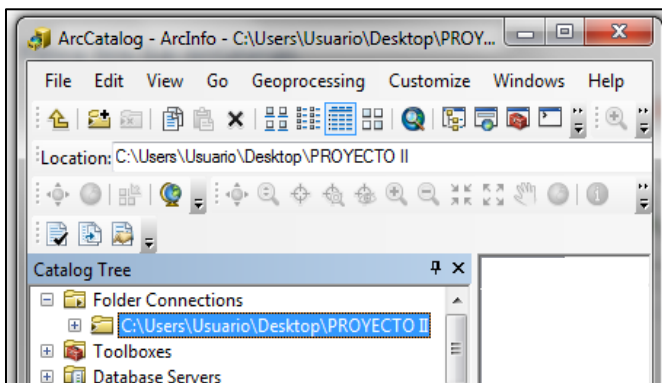 ArcCatalog - ArcInfo - C:\Users\Usuario\Desktop\PROY...
File Edit View Go Geoprocessing Customize Windows Help
Location: C:\Users\Usuario\Desktop\PROYECTO II
Catalog Tree
Folder Connections
C:\Users\Usuario\Desktop\PROYECTO II
Toolboxes
Database Servers